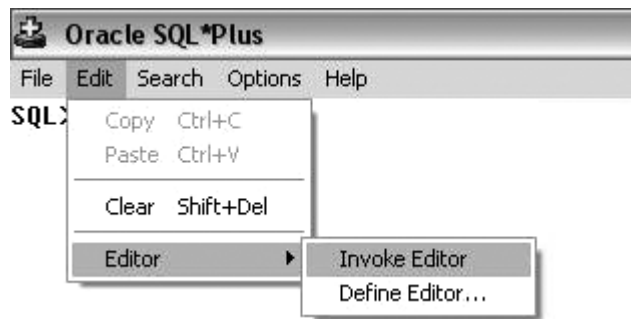 Oracle SQL*Plus
File Edit Search Options Help
SQL>
Copy Ctrl+C
Paste Ctrl+V
Clear Shift+Del
Editor
Invoke Editor
Define Editor...